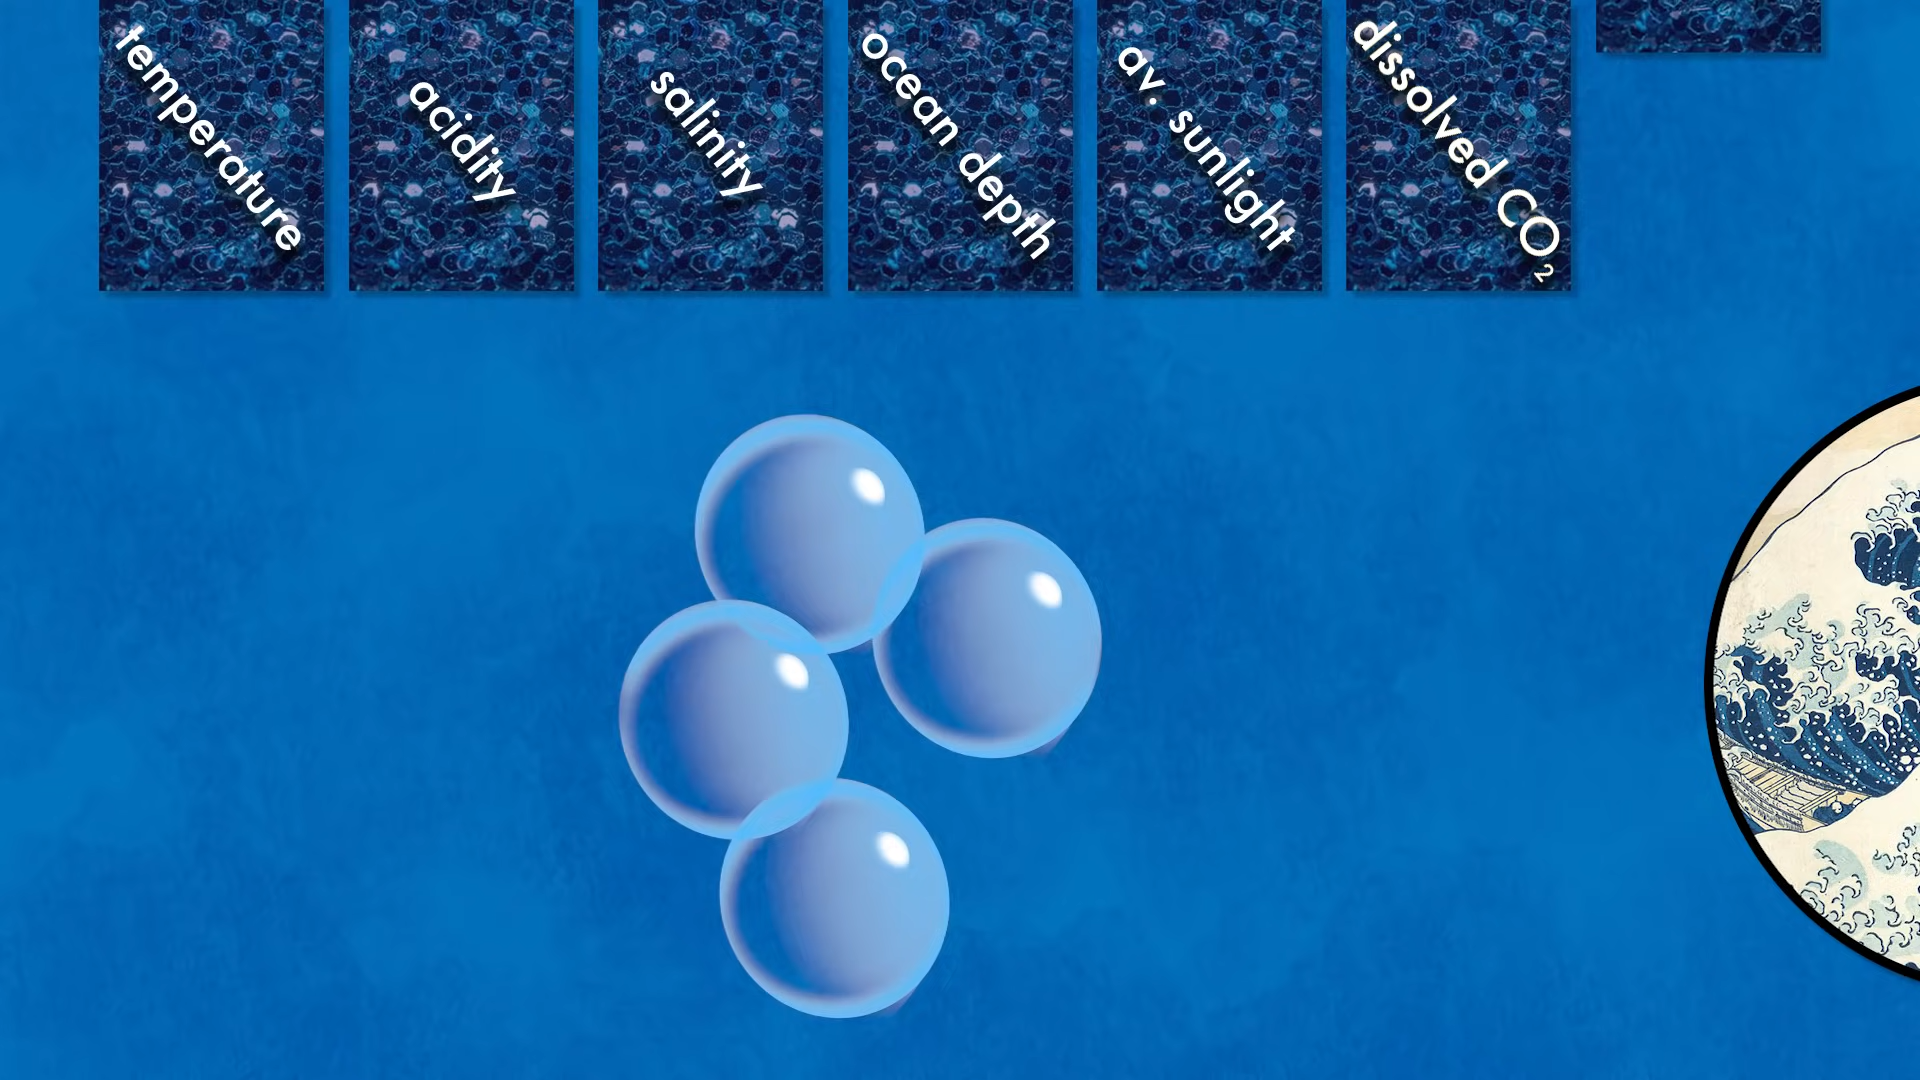 temperature
acidity
salinity
ocean depth
av. sunlight
dissolved CO₂